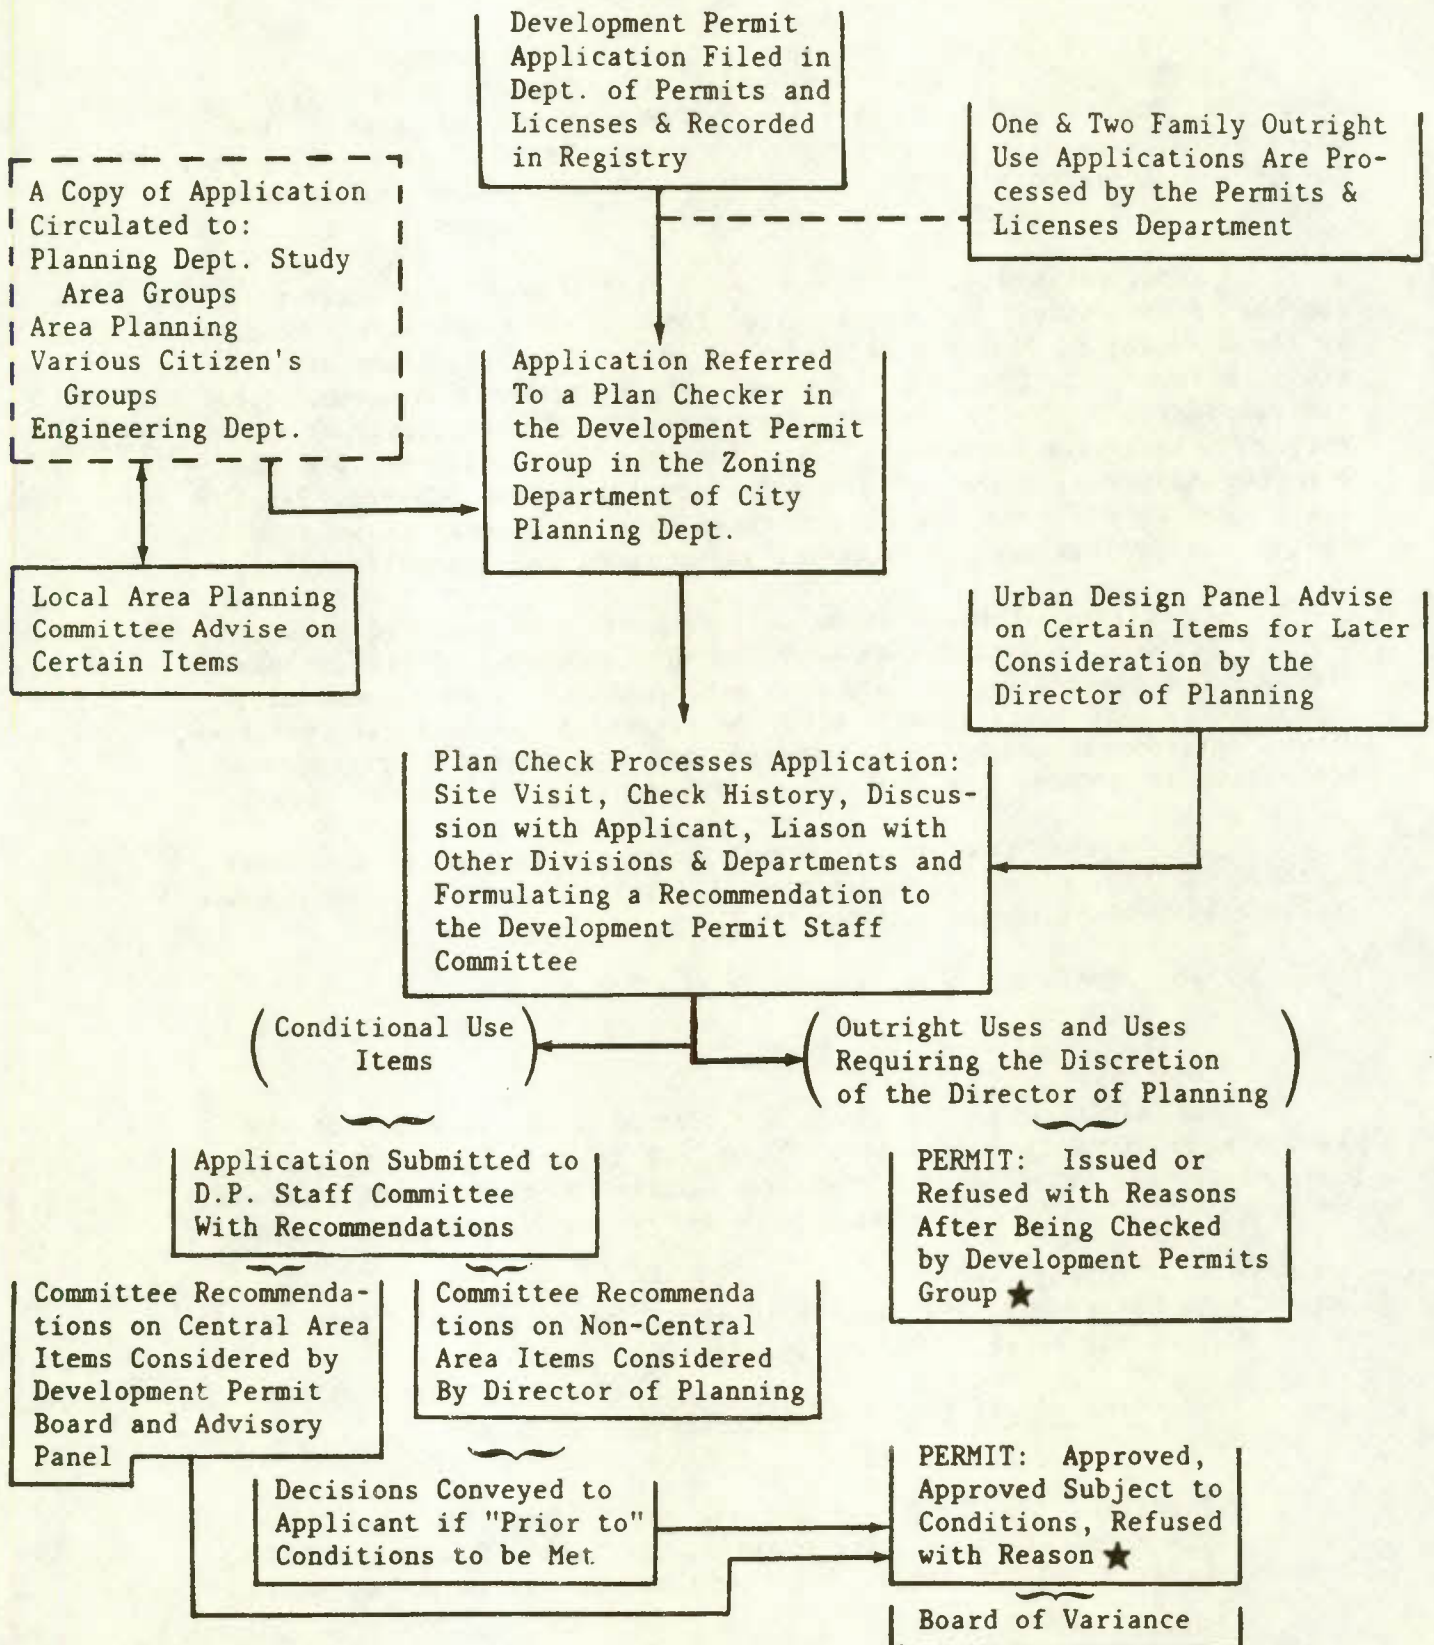 Development Permit
Application Filed in
Dept. of Permits and
Licenses & Recorded
in Registry
One & Two Family Outright
Use Applications Are Pro-
cessed by the Permits &
Licenses Department
A Copy of Application
Circulated to:
Planning Dept. Study
Area Groups
Area Planning
Various Citizen's
Groups
Engineering Dept.
Application Referred
To a Plan Checker in
the Development Permit
Group in the Zoning
Department of City
Planning Dept.
Local Area Planning
Committee Advise on
Certain Items
Urban Design Panel Advise
on Certain Items for Later
Consideration by the
Director of Planning
Plan Check Processes Application:
Site Visit, Check History, Discus-
sion with Applicant, Liason with
Other Divisions & Departments and
Formulating a Recommendation to
the Development Permit Staff
Committee
(Conditional Use
Items)
(Outright Uses and Uses
Requiring the Discretion
of the Director of Planning)
Application Submitted to
D.P. Staff Committee
With Recommendations
PERMIT: Issued or
Refused with Reasons
After Being Checked
by Development Permits
Group ★
Committee Recommenda-
tions on Central Area
Items Considered by
Development Permit
Board and Advisory
Panel
Committee Recommenda
tions on Non-Central
Area Items Considered
By Director of Planning
Decisions Conveyed to
Applicant if "Prior to"
Conditions to be Met
PERMIT: Approved,
Approved Subject to
Conditions, Refused
with Reason ★
Board of Variance